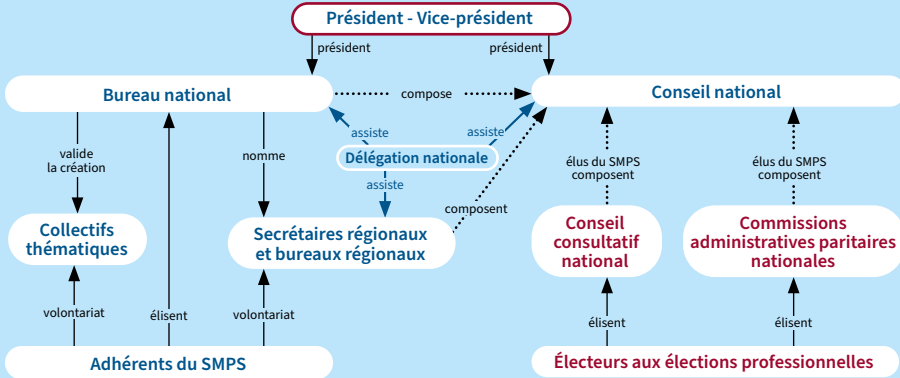 Président - Vice-président
président
président
Bureau national
compose
Conseil national
assiste
assiste
valide
la création
nomme
Délégation nationale
élus du SMPS
composent
élus du SMPS
composent
assiste
composent
Collectifs
thématiques
Secrétaires régionaux
et bureaux régionaux
Conseil
consultatif
national
Commissions
administratives paritaires
nationales
volontariat
élisent
volontariat
élisent
élisent
Adhérents du SMPS
Électeurs aux élections professionnelles